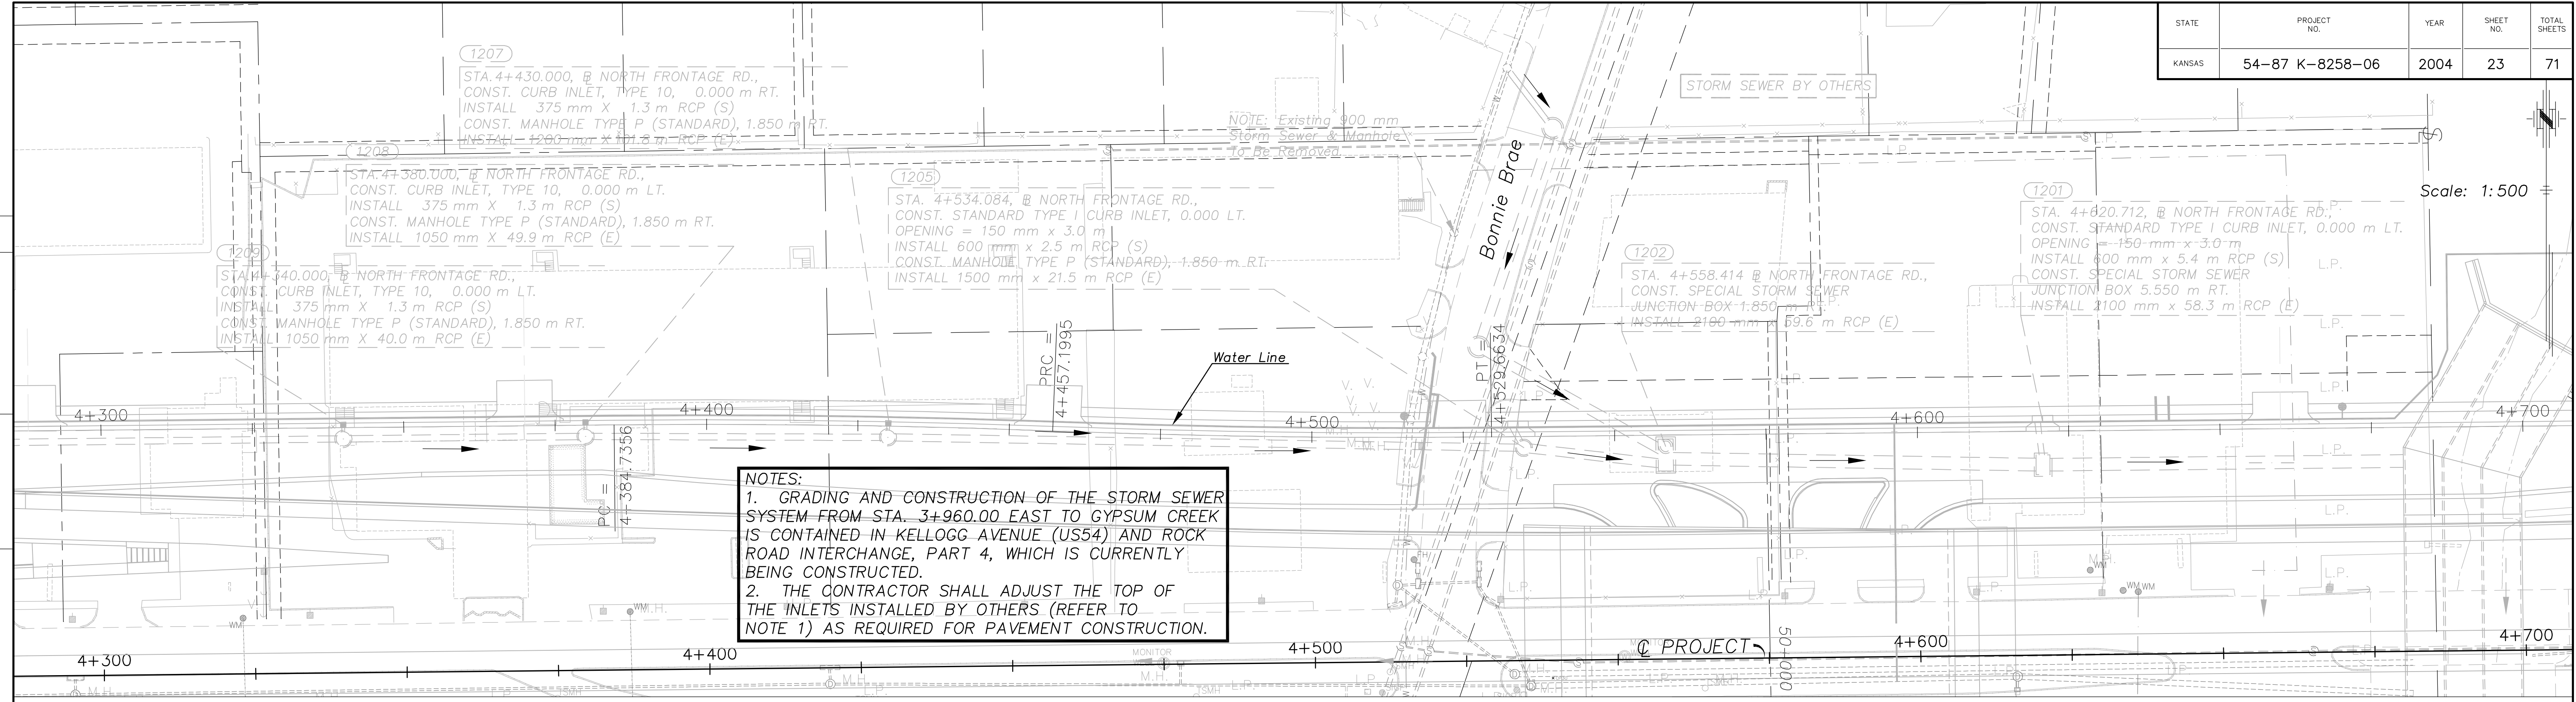 STATE PROJECT NO. YEAR SHEET NO. TOTAL SHEETS
KANSAS 54-87 K-8258-06 2004 23 71
Scale: 1:500
1207
STA.4+430.000, B NORTH FRONTAGE RD.,
CONST. CURB INLET, TYPE 10, 0.000 m RT.
INSTALL 375 mm X 1.3 m RCP (S)
CONST. MANHOLE TYPE P (STANDARD), 1.850 m RT.
INSTALL 1200 mm X 101.8 m RCP (E)
1208
STA.4+380.000, B NORTH FRONTAGE RD.,
CONST. CURB INLET, TYPE 10, 0.000 m LT.
INSTALL 375 mm X 1.3 m RCP (S)
CONST. MANHOLE TYPE P (STANDARD), 1.850 m RT.
INSTALL 1050 mm X 49.9 m RCP (E)
1209
STA.4+340.000, B NORTH FRONTAGE RD.,
CONST. CURB INLET, TYPE 10, 0.000 m LT.
INSTALL 375 mm X 1.3 m RCP (S)
CONST. MANHOLE TYPE P (STANDARD), 1.850 m RT.
INSTALL 1050 mm X 40.0 m RCP (E)
1205
STA. 4+534.084, B NORTH FRONTAGE RD.,
CONST. STANDARD TYPE I CURB INLET, 0.000 LT.
OPENING = 150 mm x 3.0 m
INSTALL 600 mm x 2.5 m RCP (S)
CONST. MANHOLE TYPE P (STANDARD), 1.850 m RT.
INSTALL 1500 mm x 21.5 m RCP (E)
NOTE: Existing 900 mm
Storm Sewer & Manhole
To Be Removed
Bonnie Brae
STORM SEWER BY OTHERS
1202
STA. 4+558.414 B NORTH FRONTAGE RD.,
CONST. SPECIAL STORM SEWER
JUNCTION BOX 1.850 m RT.
INSTALL 2100 mm x 59.6 m RCP (E)
1201
STA. 4+620.712, B NORTH FRONTAGE RD.,
CONST. STANDARD TYPE I CURB INLET, 0.000 m LT.
OPENING = 150 mm x 3.0 m
INSTALL 600 mm x 5.4 m RCP (S)
CONST. SPECIAL STORM SEWER
JUNCTION BOX 5.550 m RT.
INSTALL 2100 mm x 58.3 m RCP (E)
PRC =
4+457.1995
PT =
4+529.6634
PC =
4+384.7356
Water Line
4+300 4+400 4+500 4+600 4+700
NOTES:
1. GRADING AND CONSTRUCTION OF THE STORM SEWER
SYSTEM FROM STA. 3+960.00 EAST TO GYPSUM CREEK
IS CONTAINED IN KELLOGG AVENUE (US54) AND ROCK
ROAD INTERCHANGE, PART 4, WHICH IS CURRENTLY
BEING CONSTRUCTED.
2. THE CONTRACTOR SHALL ADJUST THE TOP OF
THE INLETS INSTALLED BY OTHERS (REFER TO
NOTE 1) AS REQUIRED FOR PAVEMENT CONSTRUCTION.
4+300 4+400 4+500 ℄ PROJECT 50+000 4+600 4+700
MONITOR
M.H.
L.P.
WM
SMH
FH